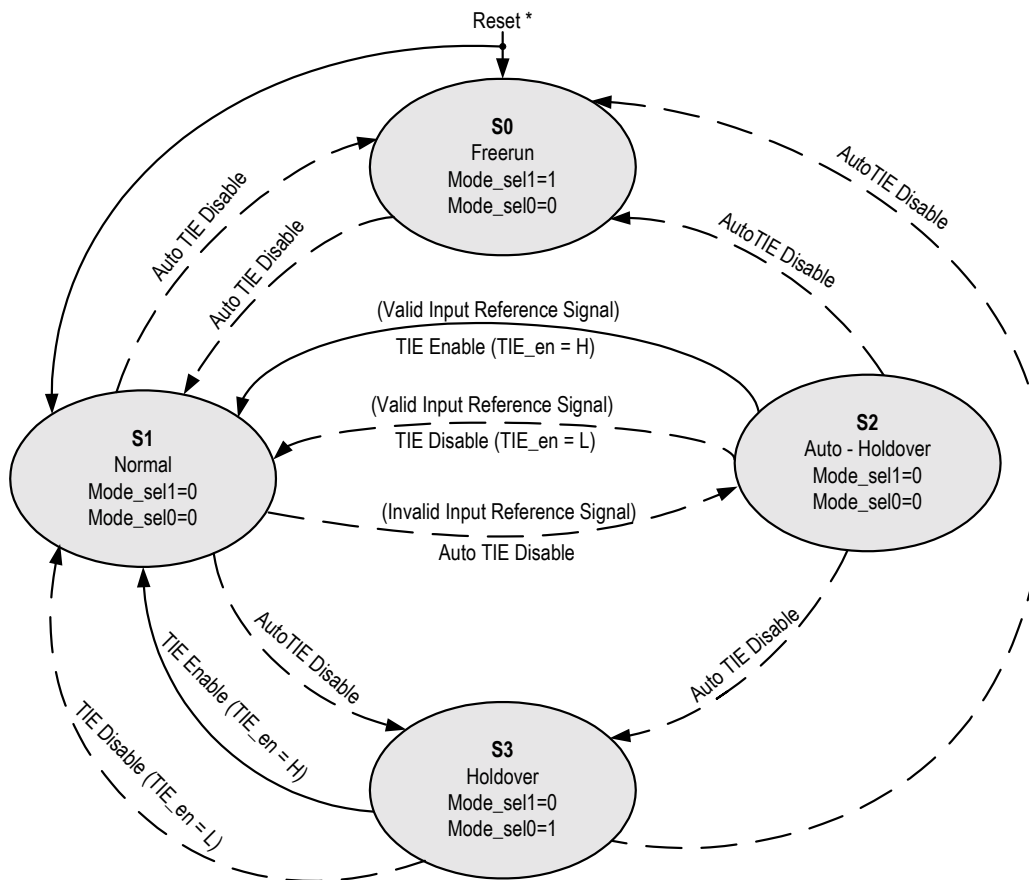 Reset *
S0
Freerun
Mode_sel1=1
Mode_sel0=0
Auto TIE Disable
Auto TIE Disable
AutoTIE Disable
AutoTIE Disable
(Valid Input Reference Signal)
TIE Enable (TIE_en = H)
(Valid Input Reference Signal)
TIE Disable (TIE_en = L)
(Invalid Input Reference Signal)
Auto TIE Disable
S1
Normal
Mode_sel1=0
Mode_sel0=0
S2
Auto - Holdover
Mode_sel1=0
Mode_sel0=0
AutoTIE Disable
Auto TIE Disable
TIE Enable (TIE_en = H)
TIE Disable (TIE_en = L)
S3
Holdover
Mode_sel1=0
Mode_sel0=1